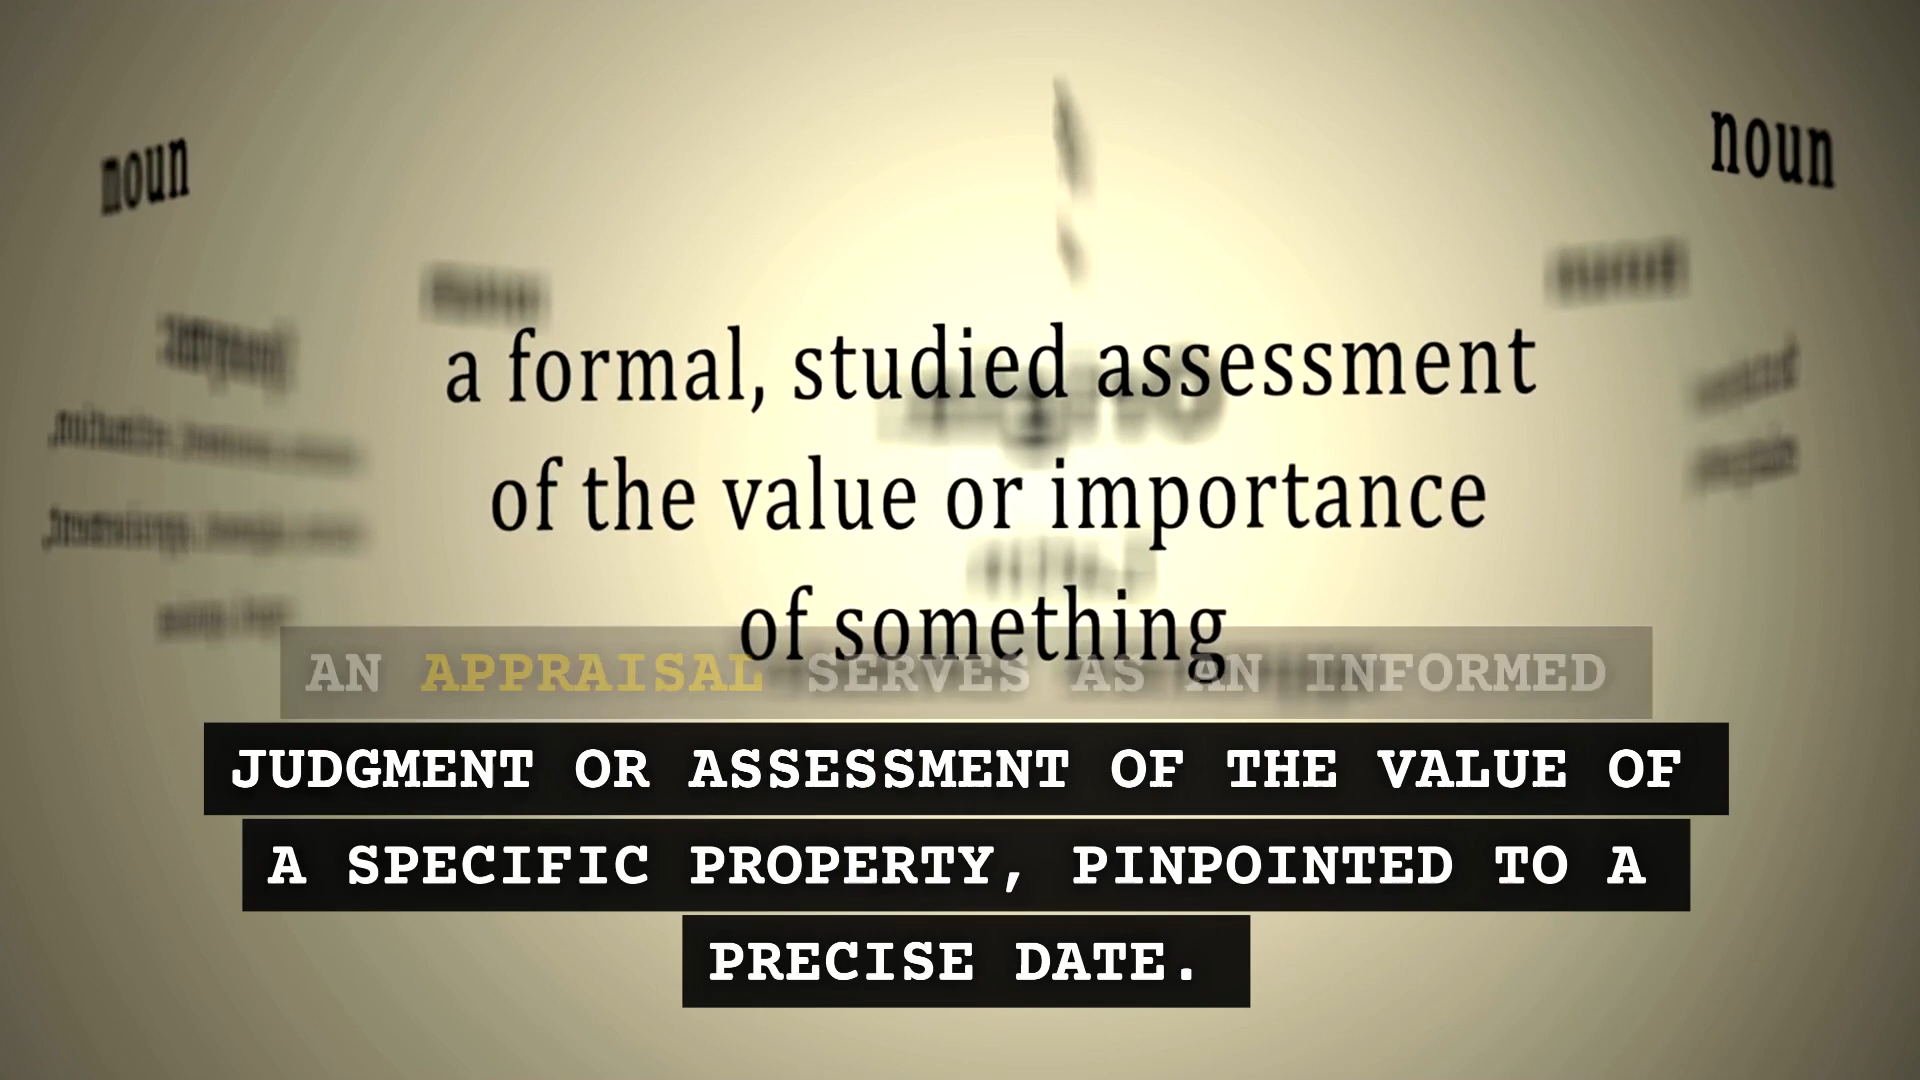 noun
noun
a formal, studied assessment
of the value or importance
of something
AN APPRAISAL SERVES AS AN INFORMED
JUDGMENT OR ASSESSMENT OF THE VALUE OF
A SPECIFIC PROPERTY, PINPOINTED TO A
PRECISE DATE.